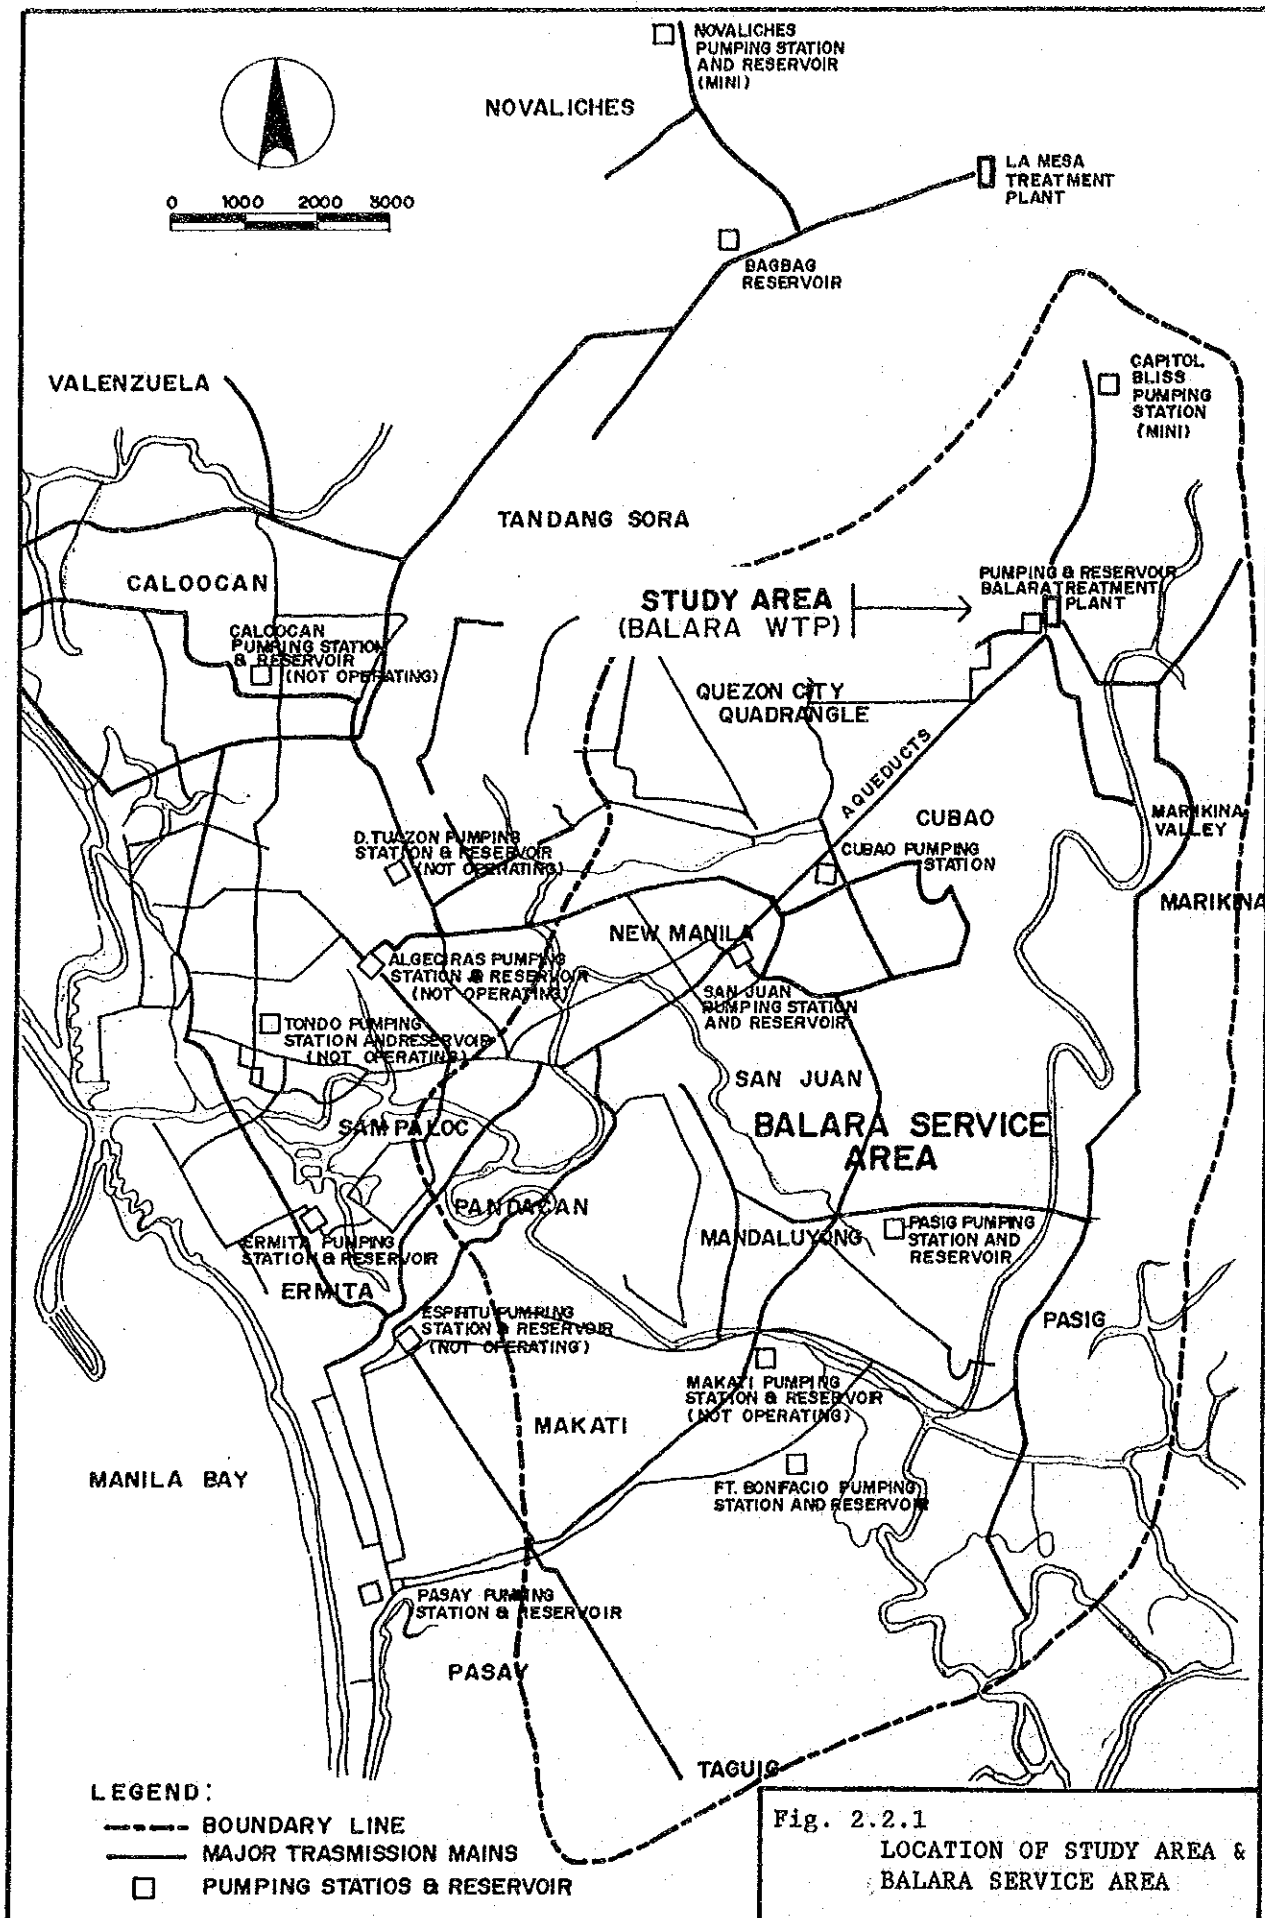 NOVALICHES
PUMPING STATION
AND RESERVOIR
(MINI)
NOVALICHES
LA MESA
TREATMENT
PLANT
0 1000 2000 3000
BAGBAG
RESERVOIR
VALENZUELA
CAPITOL
BLISS
PUMPING
STATION
(MINI)
TANDANG SORA
CALOOCAN
PUMPING & RESERVOIR
BALARA TREATMENT
PLANT
STUDY AREA
(BALARA WTP)
CALOOCAN
PUMPING STATION
& RESERVOIR
(NOT OPERATING)
QUEZON CITY
QUADRANGLE
AQUEDUCTS
CUBAO
MARIKINA
VALLEY
D.TUAZON PUMPING
STATION & RESERVOIR
(NOT OPERATING)
CUBAO PUMPING
STATION
MARIKINA
NEW MANILA
ALGECIRAS PUMPING
STATION & RESERVOIR
(NOT OPERATING)
SAN JUAN
PUMPING STATION
AND RESERVOIR
TONDO PUMPING
STATION AND RESERVOIR
(NOT OPERATING)
SAN JUAN
SAMPALOC
BALARA SERVICE
AREA
PANDACAN
MANDALUYONG
PASIG PUMPING
STATION AND
RESERVOIR
ERMITA PUMPING
STATION & RESERVOIR
ERMITA
ESPIRITU PUMPING
STATION & RESERVOIR
(NOT OPERATING)
PASIG
MAKATI PUMPING
STATION & RESERVOIR
(NOT OPERATING)
MAKATI
MANILA BAY
FT. BONIFACIO PUMPING
STATION AND RESERVOIR
PASAY PUMPING
STATION & RESERVOIR
PASAY
TAGUIG
LEGEND:
BOUNDARY LINE
MAJOR TRASMISSION MAINS
PUMPING STATIOS & RESERVOIR
Fig. 2.2.1
LOCATION OF STUDY AREA &
BALARA SERVICE AREA